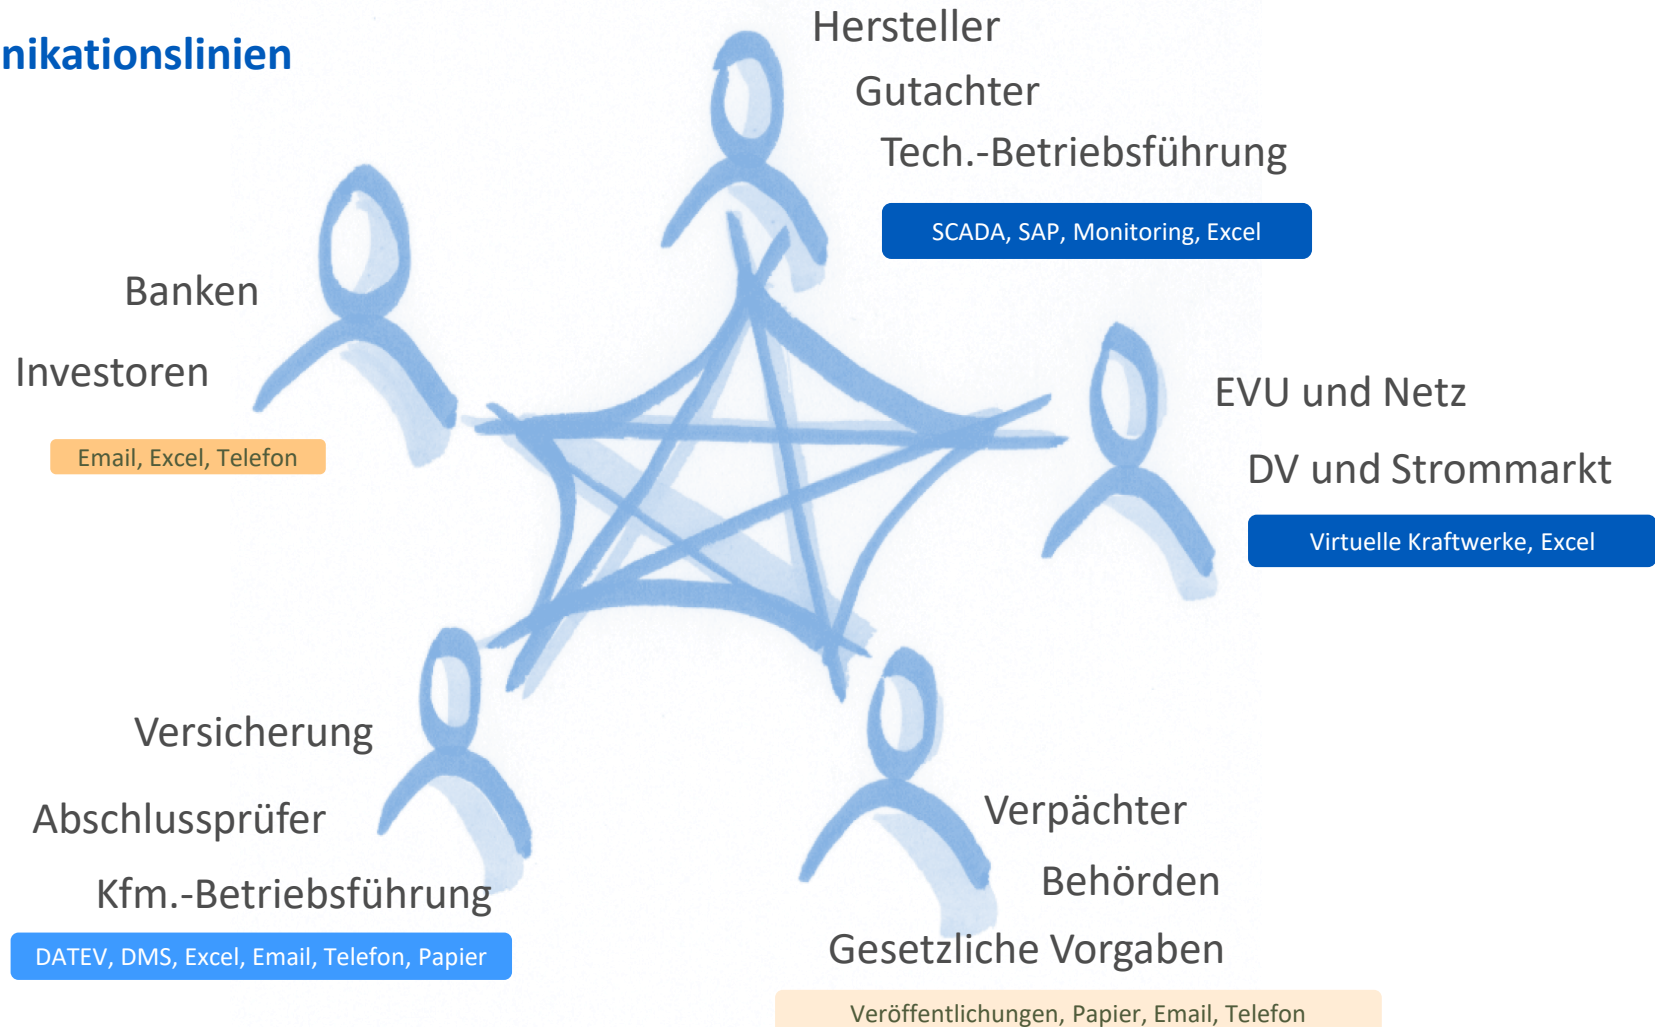 nikationslinien
Hersteller
Gutachter
Tech.-Betriebsführung
SCADA, SAP, Monitoring, Excel
Banken
Investoren
Email, Excel, Telefon
EVU und Netz
DV und Strommarkt
Virtuelle Kraftwerke, Excel
Versicherung
Abschlussprüfer
Kfm.-Betriebsführung
DATEV, DMS, Excel, Email, Telefon, Papier
Verpächter
Behörden
Gesetzliche Vorgaben
Veröffentlichungen, Papier, Email, Telefon